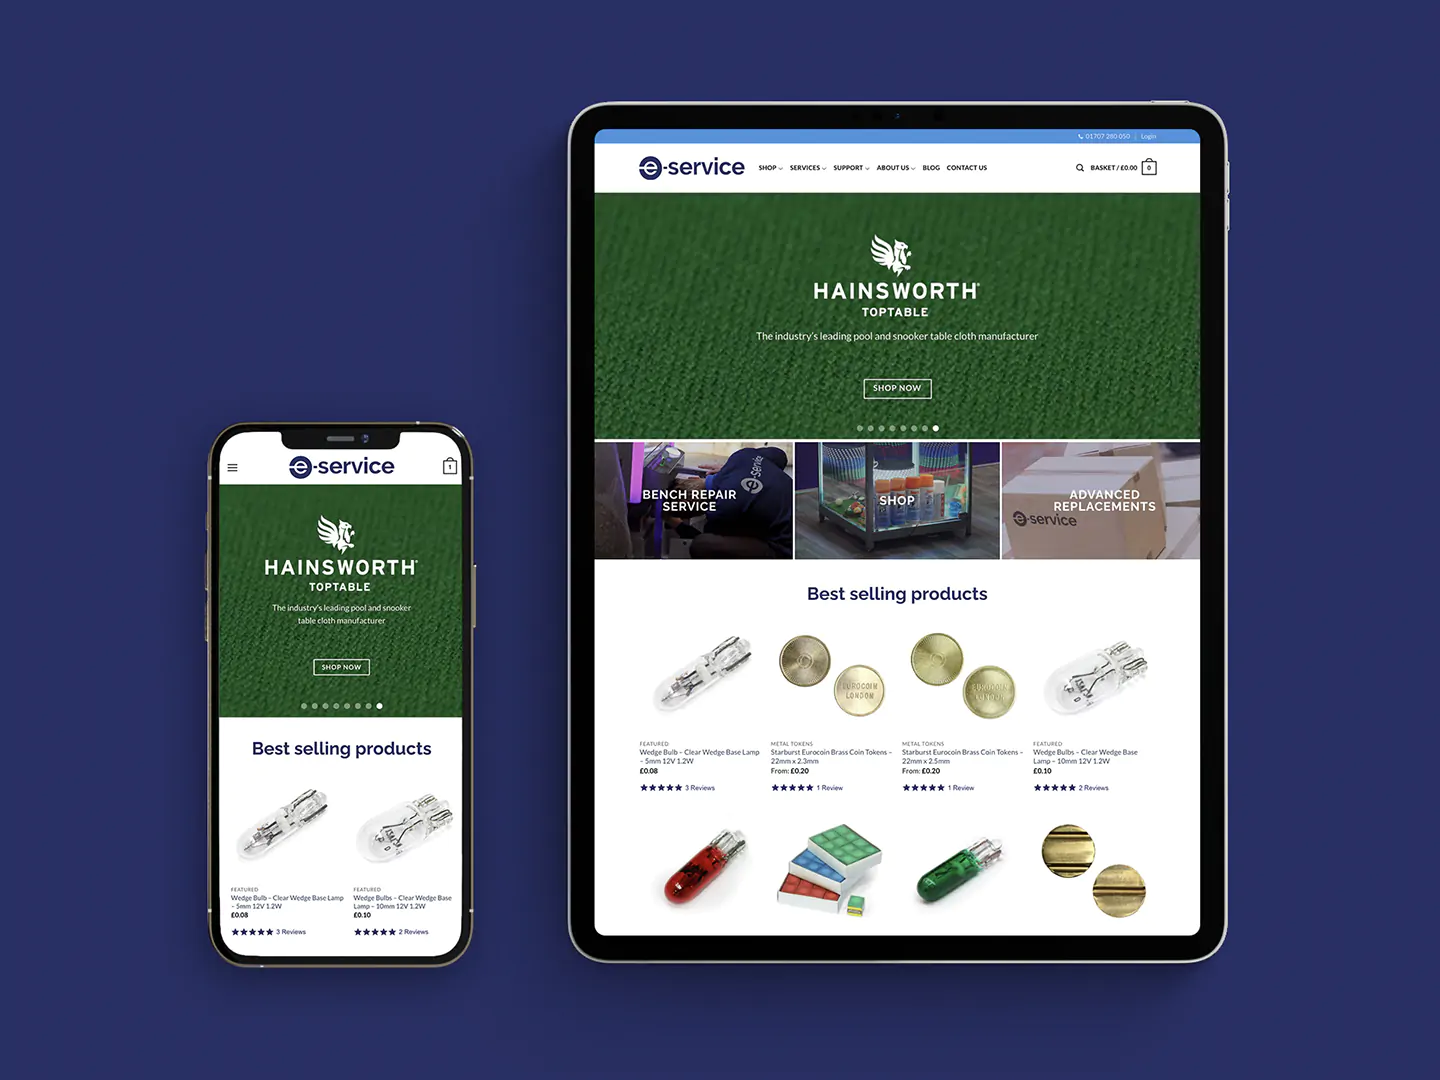 01707 280 050 | Login
e-service
SHOP
SERVICES
SUPPORT
ABOUT US
BLOG
CONTACT US
BASKET / £0.00
0
HAINSWORTH®
TOPTABLE
The industry's leading pool and snooker table cloth manufacturer
SHOP NOW
e-service
BENCH REPAIR
SERVICE
SHOP
e-service
ADVANCED
REPLACEMENTS
Best selling products
EUROCOIN
LONDON
EUROCOIN
LONDON
FEATURED
Wedge Bulb – Clear Wedge Base Lamp
– 5mm 12V 1.2W
£0.08
3 Reviews
METAL TOKENS
Starburst Eurocoin Brass Coin Tokens –
22mm x 2.3mm
From: £0.20
1 Review
METAL TOKENS
Starburst Eurocoin Brass Coin Tokens –
22mm x 2.5mm
From: £0.20
1 Review
FEATURED
Wedge Bulbs – Clear Wedge Base
Lamp – 10mm 12V 1.2W
£0.10
2 Reviews
e-service
1
HAINSWORTH®
TOPTABLE
The industry's leading pool and snooker
table cloth manufacturer
SHOP NOW
Best selling products
FEATURED
Wedge Bulb – Clear Wedge Base Lamp
– 5mm 12V 1.2W
£0.08
3 Reviews
FEATURED
Wedge Bulbs – Clear Wedge Base
Lamp – 10mm 12V 1.2W
£0.10
2 Reviews